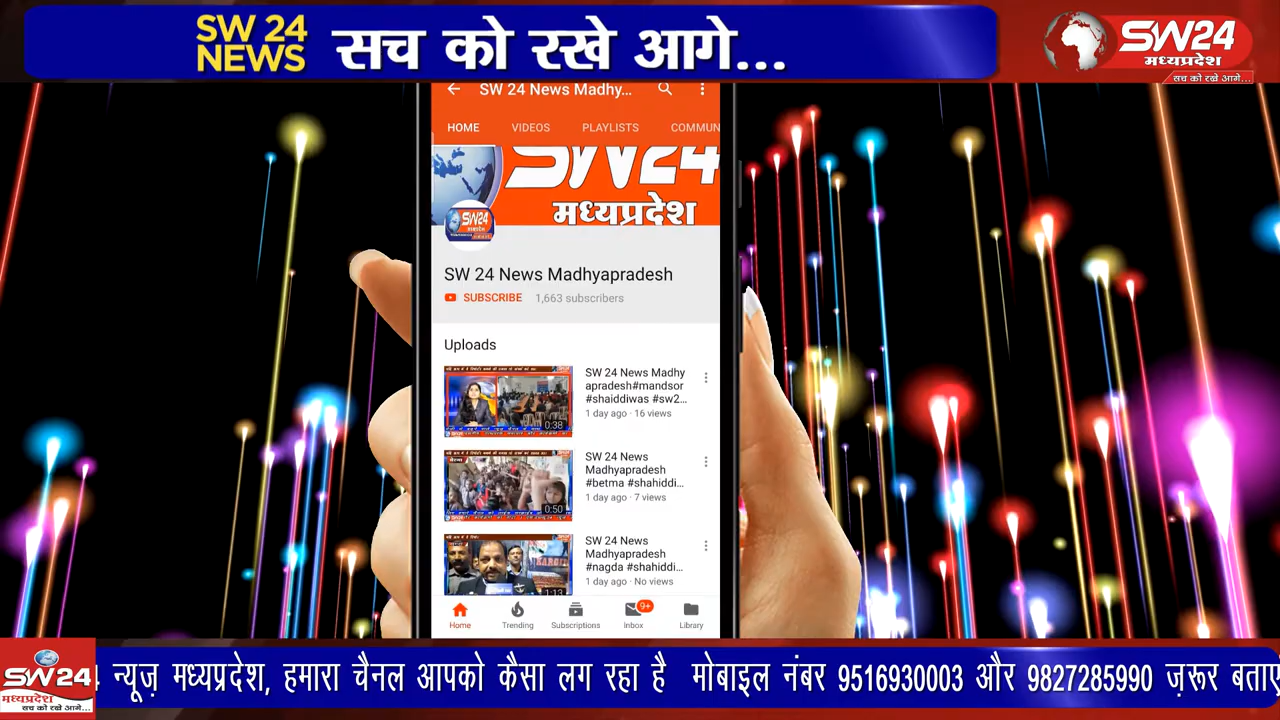 SW 24
NEWS
सच को रखे आगे...
SW24
मध्यप्रदेश
सच को रखे आगे...
SW 24 News Madhy...
HOME VIDEOS PLAYLISTS COMMUN
SW24
मध्यप्रदेश
SW24
SW 24 News Madhyapradesh
SUBSCRIBE 1,663 subscribers
Uploads
SW 24 News Madhy
apradesh#mandsor
#shaiddiwas #sw2...
1 day ago · 16 views
0:38
SW 24 News
Madhyapradesh
#betma #shahiddi...
1 day ago · 7 views
0:50
SW 24 News
Madhyapradesh
#nagda #shahiddi...
1 day ago · No views
1:13
9+
Home Trending Subscriptions Inbox Library
SW24
मध्यप्रदेश
सच को रखे आगे...
4 न्यूज़ मध्यप्रदेश, हमारा चैनल आपको कैसा लग रहा है मोबाइल नंबर 9516930003 और 9827285990 ज़रूर बताएं